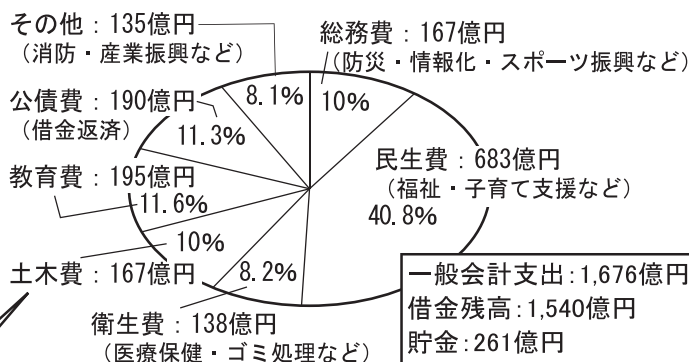 その他：135億円
（消防・産業振興など）
8.1%
総務費：167億円
（防災・情報化・スポーツ振興など）
10%
公債費：190億円
（借金返済）
11.3%
民生費：683億円
（福祉・子育て支援など）
40.8%
教育費：195億円
11.6%
10%
土木費：167億円
8.2%
衛生費：138億円
（医療保健・ゴミ処理など）
一般会計支出：1,676億円
借金残高：1,540億円
貯金：261億円